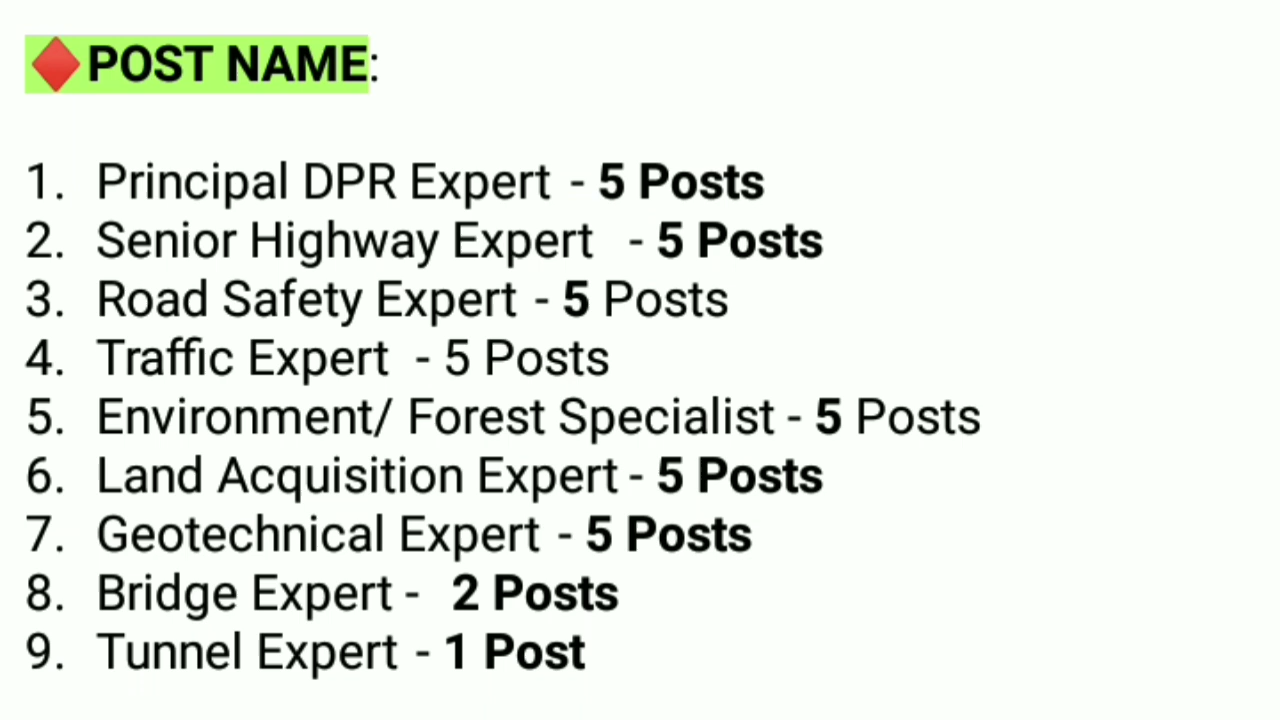 ♦️POST NAME:
1. Principal DPR Expert - 5 Posts
2. Senior Highway Expert - 5 Posts
3. Road Safety Expert - 5 Posts
4. Traffic Expert - 5 Posts
5. Environment/ Forest Specialist - 5 Posts
6. Land Acquisition Expert - 5 Posts
7. Geotechnical Expert - 5 Posts
8. Bridge Expert - 2 Posts
9. Tunnel Expert - 1 Post